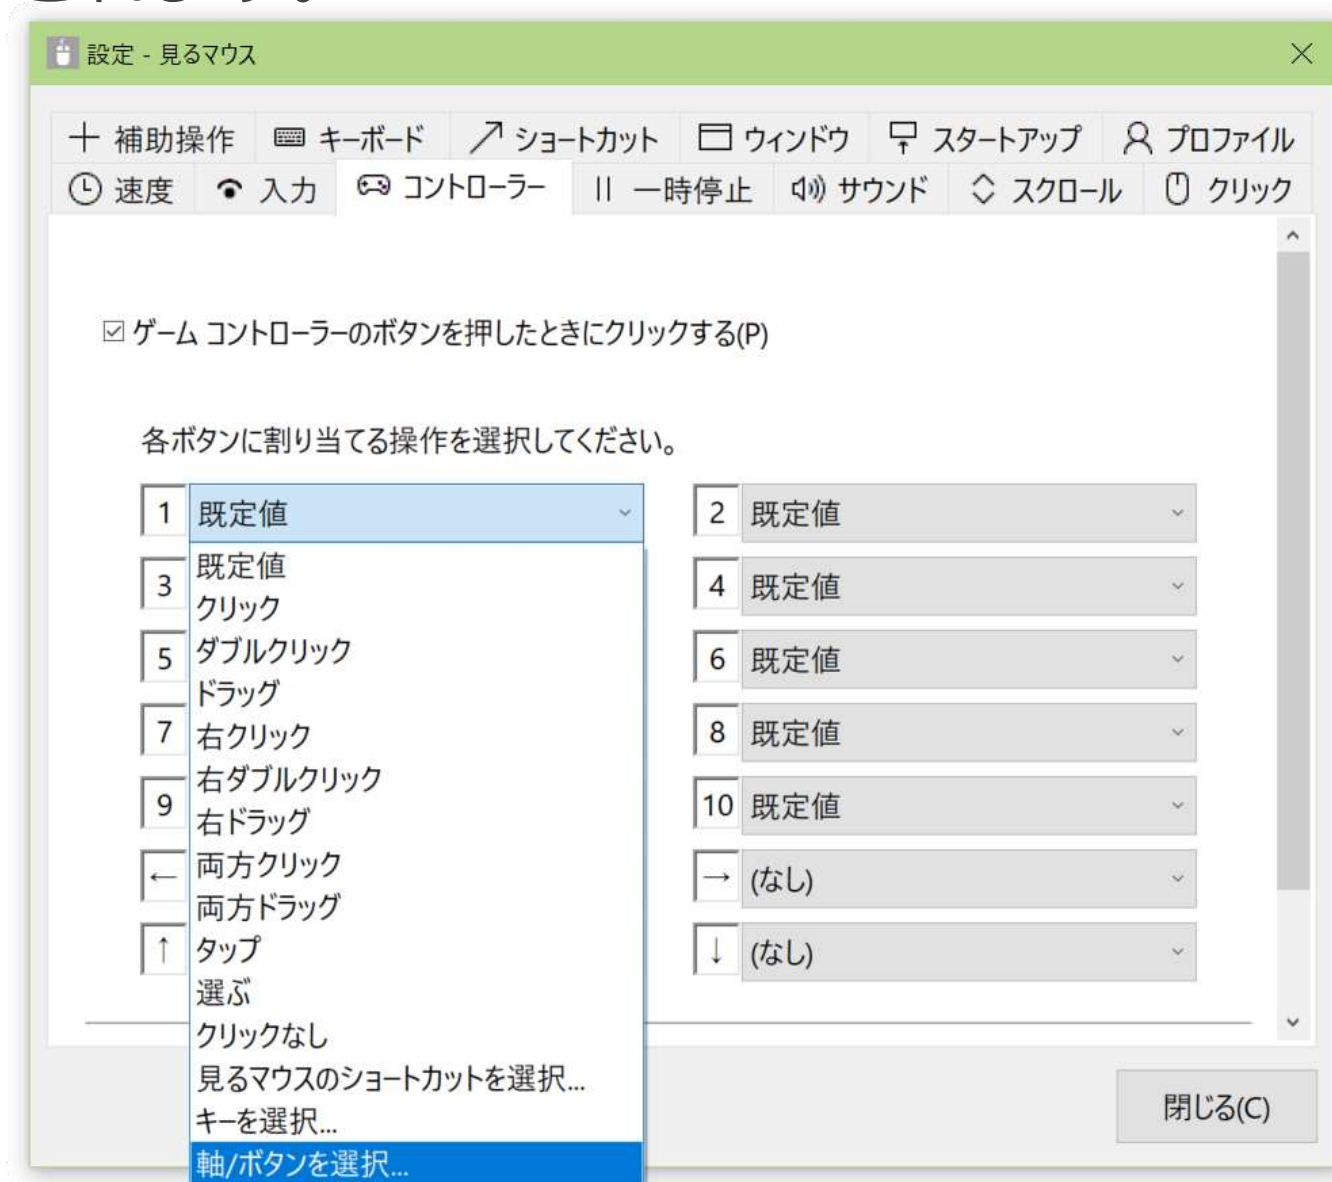 設定 - 見るマウス
補助操作 キーボード ショートカット ウィンドウ スタートアップ プロファイル
速度 入力 コントローラー 一時停止 サウンド スクロール クリック
ゲーム コントローラーのボタンを押したときにクリックする(P)
各ボタンに割り当てる操作を選択してください。
1 既定値 2 既定値
3 4 既定値
5 6 既定値
7 8 既定値
9 10 既定値
← → (なし)
↑ ↓ (なし)
既定値
クリック
ダブルクリック
ドラッグ
右クリック
右ダブルクリック
右ドラッグ
両方クリック
両方ドラッグ
タップ
選ぶ
クリックなし
見るマウスのショートカットを選択...
キーを選択...
軸/ボタンを選択...
閉じる(C)